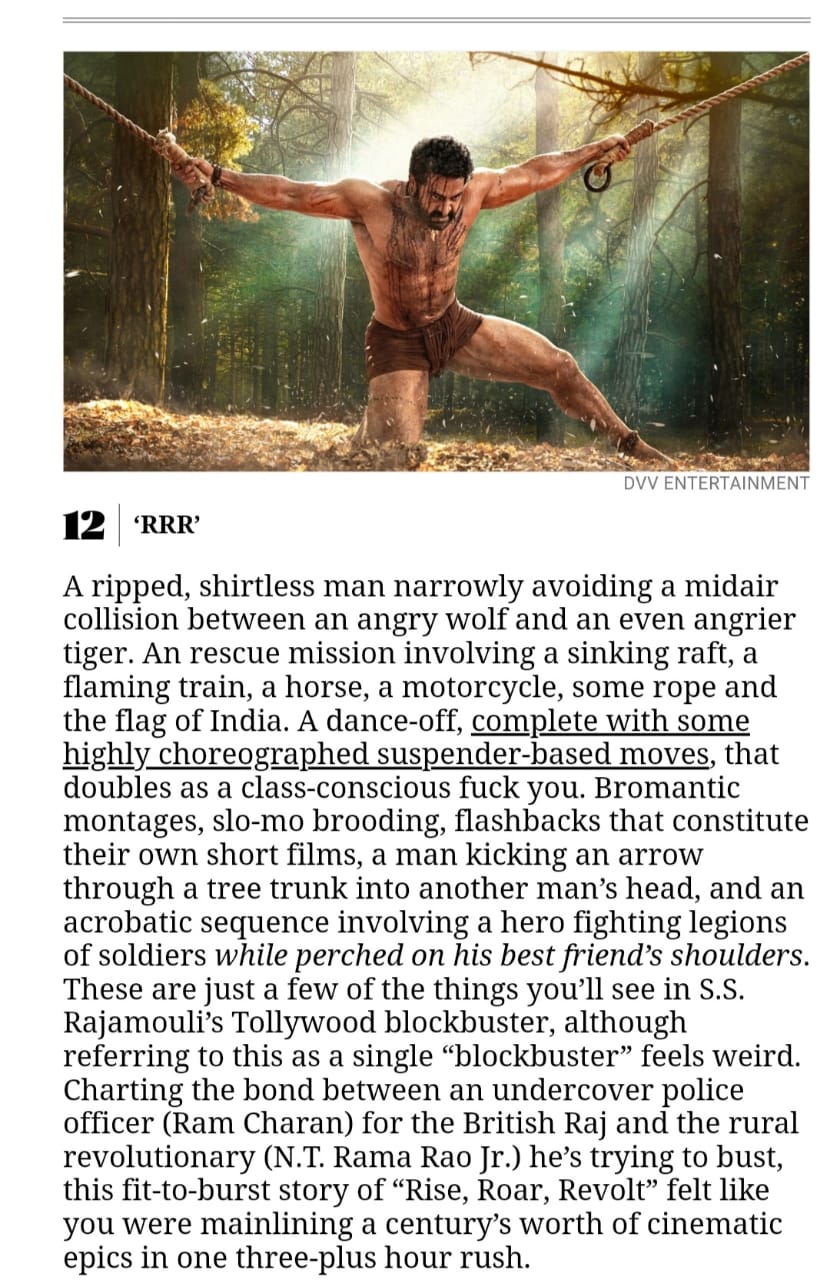 DVV ENTERTAINMENT
12 | ‘RRR’
A ripped, shirtless man narrowly avoiding a midair
collision between an angry wolf and an even angrier
tiger. An rescue mission involving a sinking raft, a
flaming train, a horse, a motorcycle, some rope and
the flag of India. A dance-off, complete with some
highly choreographed suspender-based moves, that
doubles as a class-conscious fuck you. Bromantic
montages, slo-mo brooding, flashbacks that constitute
their own short films, a man kicking an arrow
through a tree trunk into another man’s head, and an
acrobatic sequence involving a hero fighting legions
of soldiers while perched on his best friend’s shoulders.
These are just a few of the things you’ll see in S.S.
Rajamouli’s Tollywood blockbuster, although
referring to this as a single “blockbuster” feels weird.
Charting the bond between an undercover police
officer (Ram Charan) for the British Raj and the rural
revolutionary (N.T. Rama Rao Jr.) he’s trying to bust,
this fit-to-burst story of “Rise, Roar, Revolt” felt like
you were mainlining a century’s worth of cinematic
epics in one three-plus hour rush.